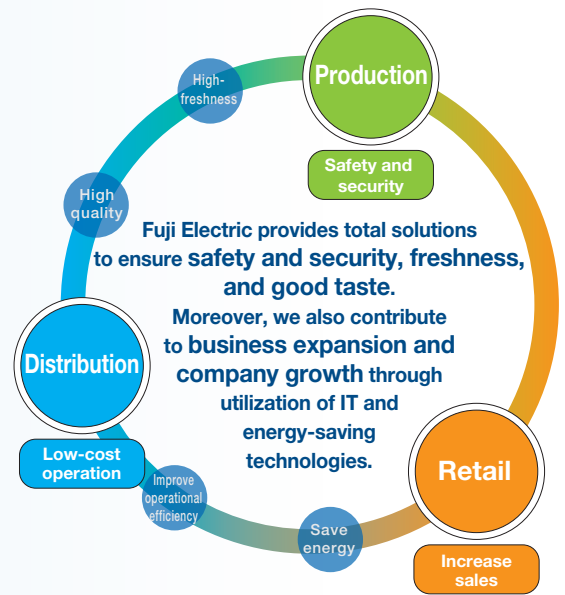 Production
Safety and
security
High-
freshness
High
quality
Fuji Electric provides total solutions
to ensure safety and security, freshness,
and good taste.
Moreover, we also contribute
to business expansion and
company growth through
utilization of IT and
energy-saving
technologies.
Distribution
Low-cost
operation
Improve
operational
efficiency
Save
energy
Retail
Increase
sales